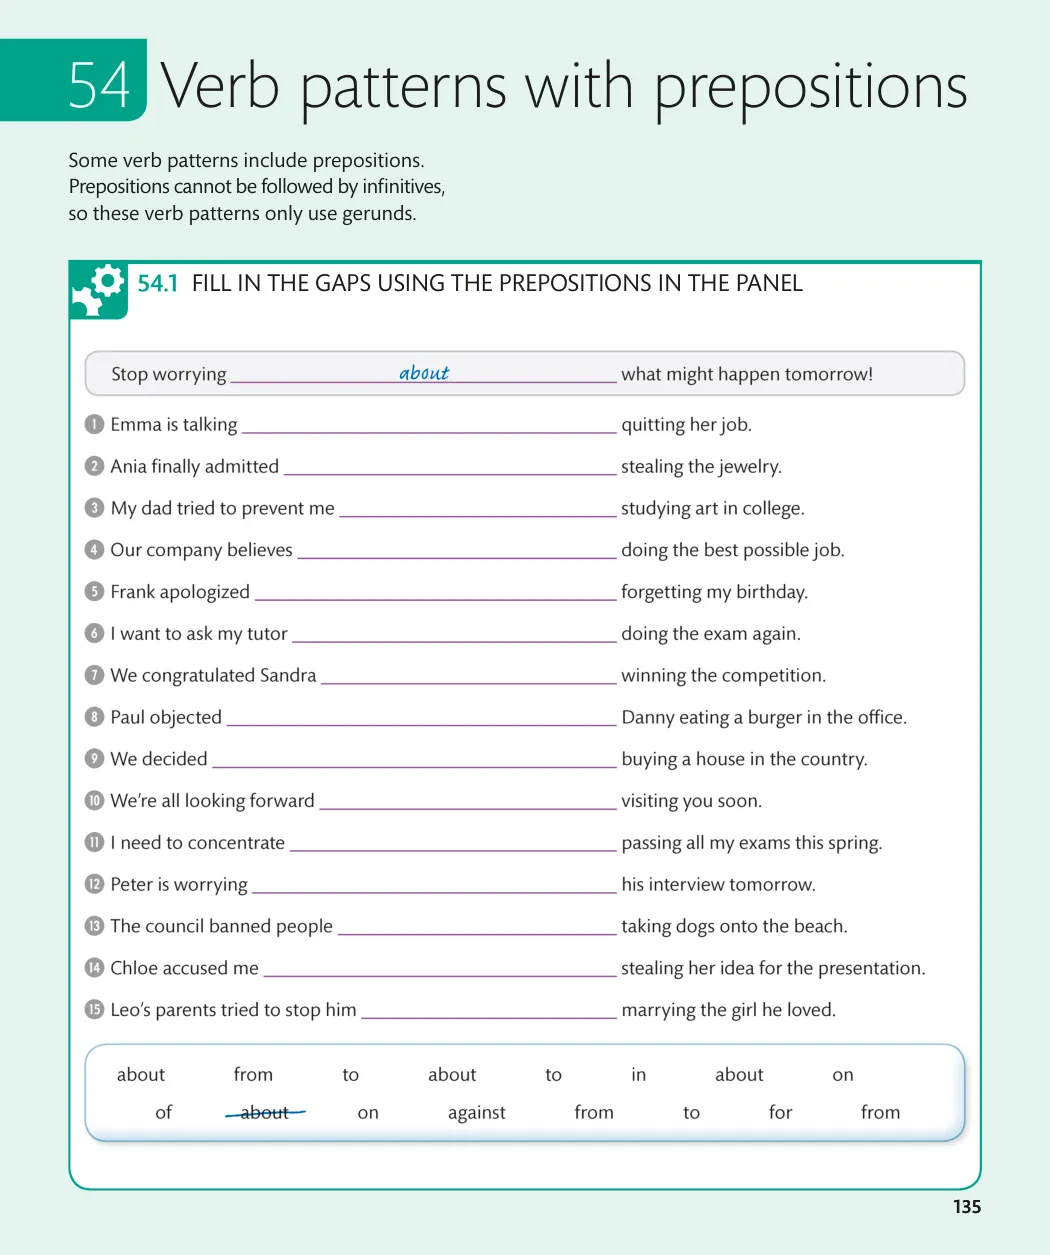 54 Verb patterns with prepositions
Some verb patterns include prepositions.
Prepositions cannot be followed by infinitives,
so these verb patterns only use gerunds.
54.1 FILL IN THE GAPS USING THE PREPOSITIONS IN THE PANEL
Stop worrying about what might happen tomorrow!
1 Emma is talking quitting her job.
2 Ania finally admitted stealing the jewelry.
3 My dad tried to prevent me studying art in college.
4 Our company believes doing the best possible job.
5 Frank apologized forgetting my birthday.
6 I want to ask my tutor doing the exam again.
7 We congratulated Sandra winning the competition.
8 Paul objected Danny eating a burger in the office.
9 We decided buying a house in the country.
10 We're all looking forward visiting you soon.
11 I need to concentrate passing all my exams this spring.
12 Peter is worrying his interview tomorrow.
13 The council banned people taking dogs onto the beach.
14 Chloe accused me stealing her idea for the presentation.
15 Leo's parents tried to stop him marrying the girl he loved.
about from to about to in about on
of about on against from to for from
135